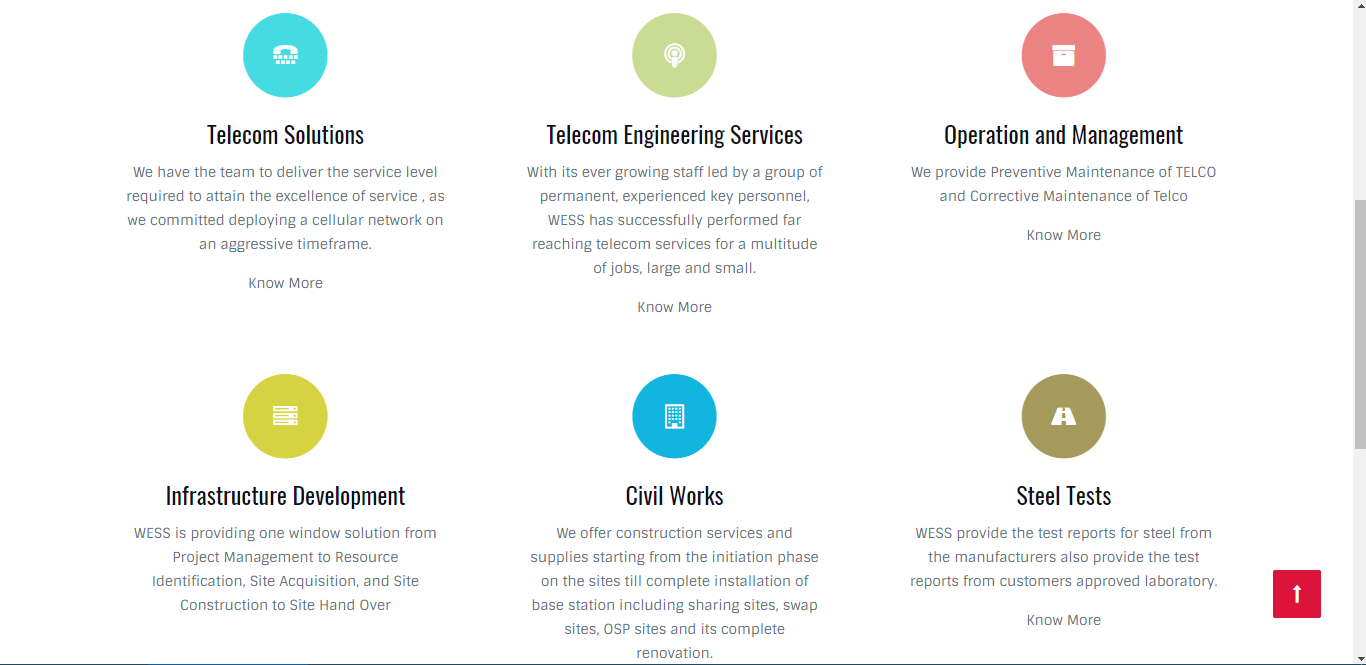 Telecom Solutions
We have the team to deliver the service level
required to attain the excellence of service , as
we committed deploying a cellular network on
an aggressive timeframe.
Know More
Telecom Engineering Services
With its ever growing staff led by a group of
permanent, experienced key personnel,
WESS has successfully performed far
reaching telecom services for a multitude
of jobs, large and small.
Know More
Operation and Management
We provide Preventive Maintenance of TELCO
and Corrective Maintenance of Telco
Know More
Infrastructure Development
WESS is providing one window solution from
Project Management to Resource
Identification, Site Acquisition, and Site
Construction to Site Hand Over
Civil Works
We offer construction services and
supplies starting from the initiation phase
on the sites till complete installation of
base station including sharing sites, swap
sites, OSP sites and its complete
renovation.
Steel Tests
WESS provide the test reports for steel from
the manufacturers also provide the test
reports from customers approved laboratory.
Know More